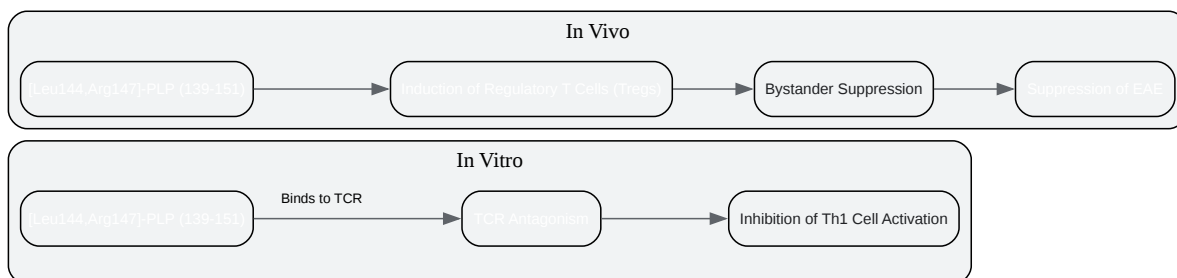 In Vivo
[Leu144,Arg147]-PLP (139-151)
Induction of Regulatory T Cells (Tregs)
Bystander Suppression
Suppression of EAE
In Vitro
[Leu144,Arg147]-PLP (139-151)
Binds to TCR
TCR Antagonism
Inhibition of Th1 Cell Activation